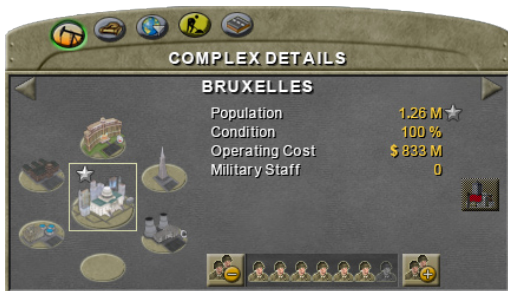 COMPLEX DETAILS
BRUXELLES
Population 1.26 M
Condition 100 %
Operating Cost $ 833 M
Military Staff 0